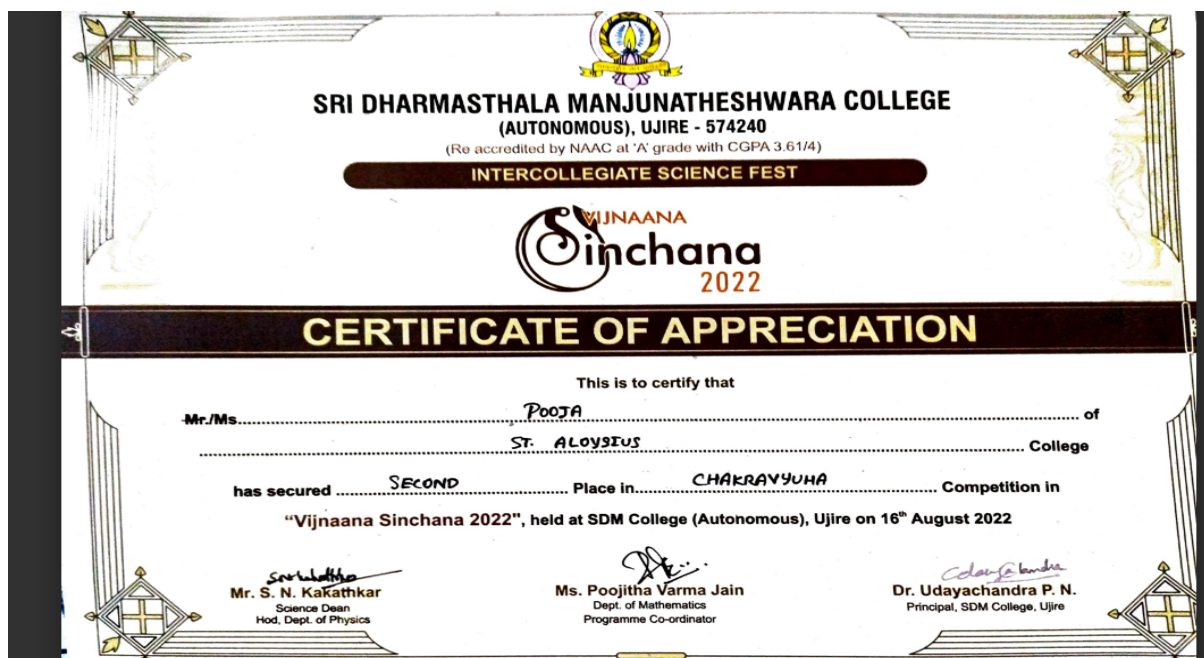 SRI DHARMASTHALA MANJUNATHESHWARA COLLEGE
(AUTONOMOUS), UJIRE - 574240
(Re accredited by NAAC at 'A' grade with CGPA 3.61/4)
INTERCOLLEGIATE SCIENCE FEST
VIJNAANA
Sinchana
2022
CERTIFICATE OF APPRECIATION
This is to certify that
Mr./Ms. POOJA of
ST. ALOYSIUS College
has secured SECOND Place in CHAKRAVYUHA Competition in
"Vijnaana Sinchana 2022", held at SDM College (Autonomous), Ujire on 16th August 2022
Mr. S. N. Kakathkar
Science Dean
Hod, Dept. of Physics
Ms. Poojitha Varma Jain
Dept. of Mathematics
Programme Co-ordinator
Dr. Udayachandra P. N.
Principal, SDM College, Ujire